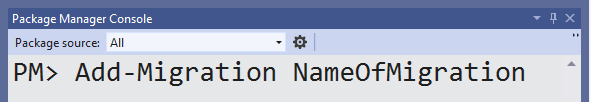 Package Manager Console
Package source: All
PM> Add-Migration NameOfMigration